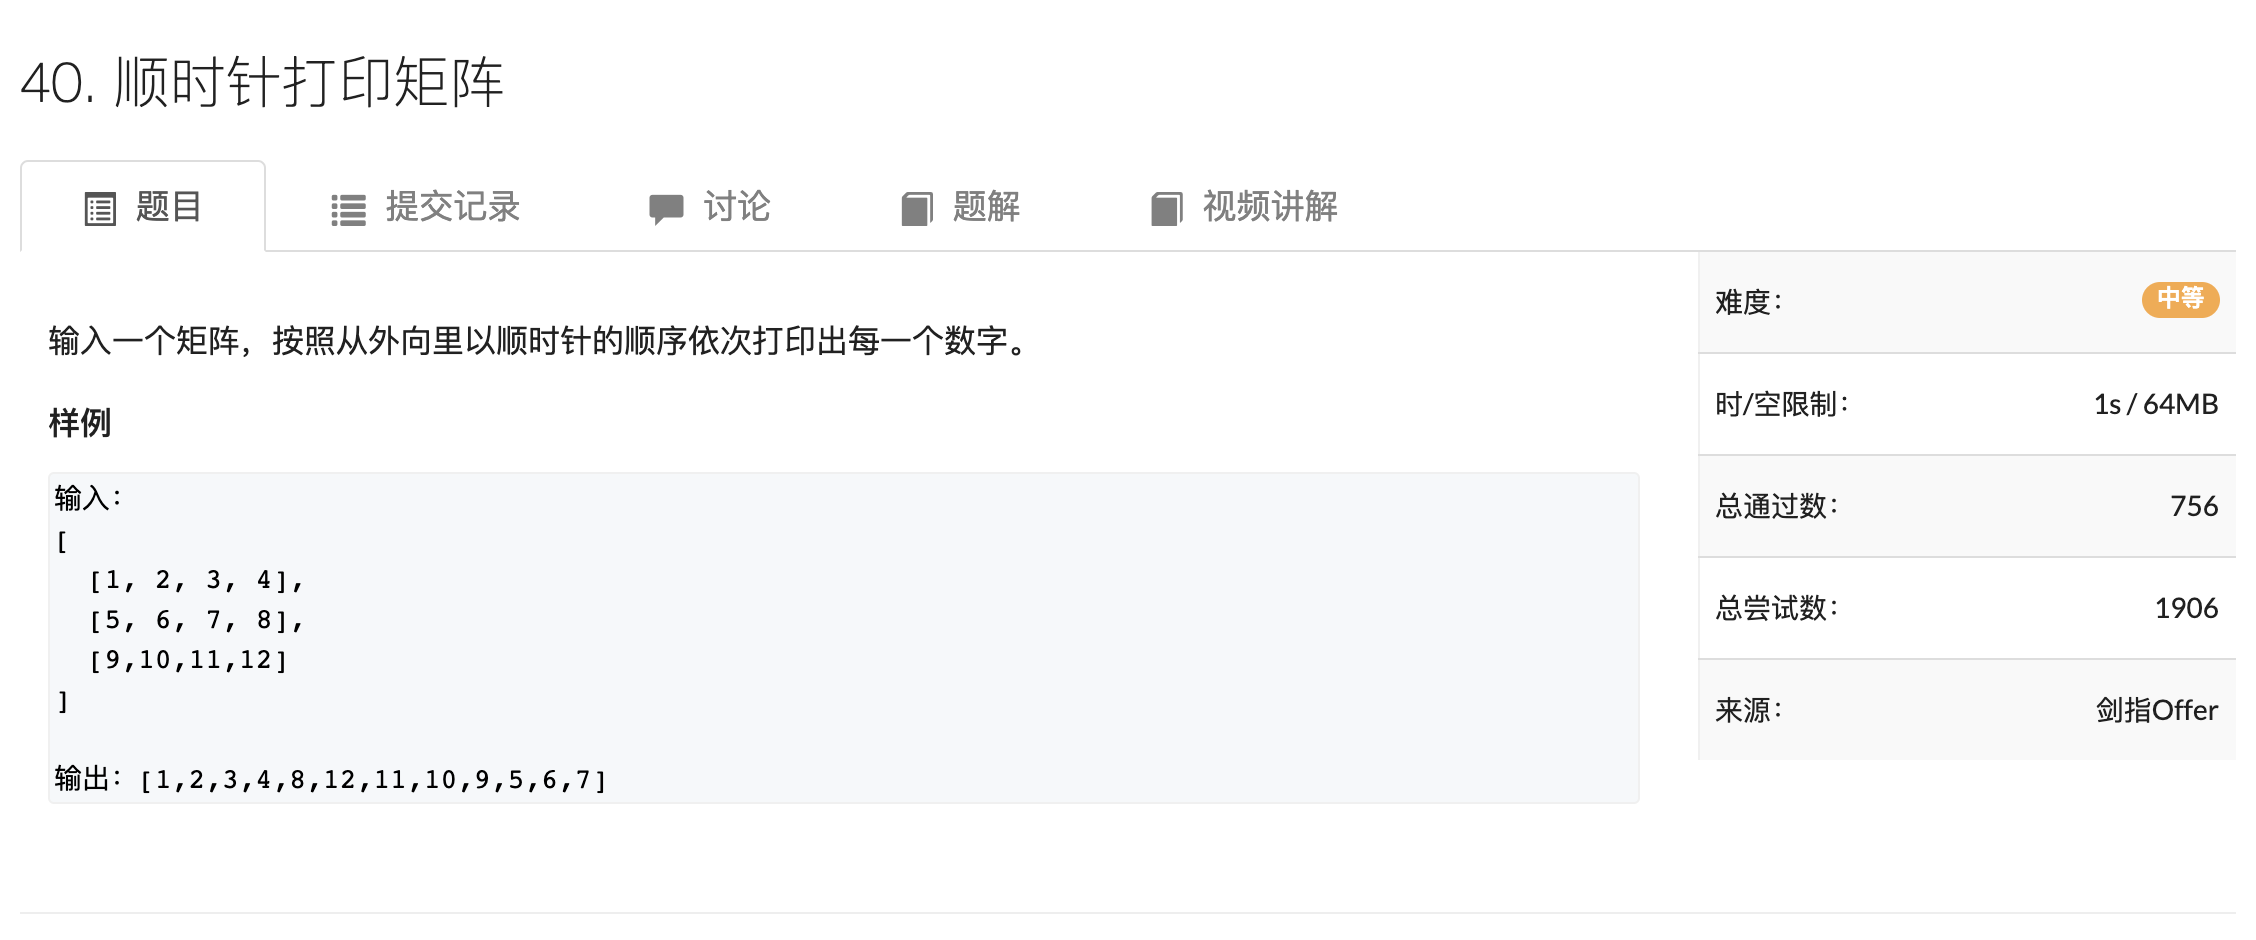 40. 顺时针打印矩阵
题目 提交记录 讨论 题解 视频讲解
输入一个矩阵，按照从外向里以顺时针的顺序依次打印出每一个数字。
样例
输入：
[
  [1, 2, 3, 4],
  [5, 6, 7, 8],
  [9,10,11,12]
]
输出：[1,2,3,4,8,12,11,10,9,5,6,7]
难度： 中等
时/空限制： 1s / 64MB
总通过数： 756
总尝试数： 1906
来源： 剑指Offer